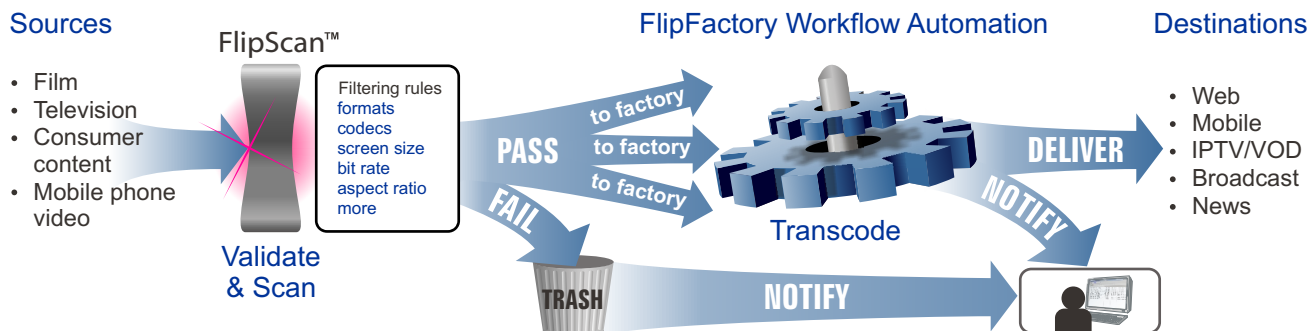 Sources
FlipFactory Workflow Automation
Destinations
FlipScan™
• Film
• Television
• Consumer
content
• Mobile phone
video
Filtering rules
formats
codecs
screen size
bit rate
aspect ratio
more
Validate
& Scan
PASS
to factory
to factory
to factory
FAIL
TRASH
Transcode
DELIVER
NOTIFY
NOTIFY
• Web
• Mobile
• IPTV/VOD
• Broadcast
• News